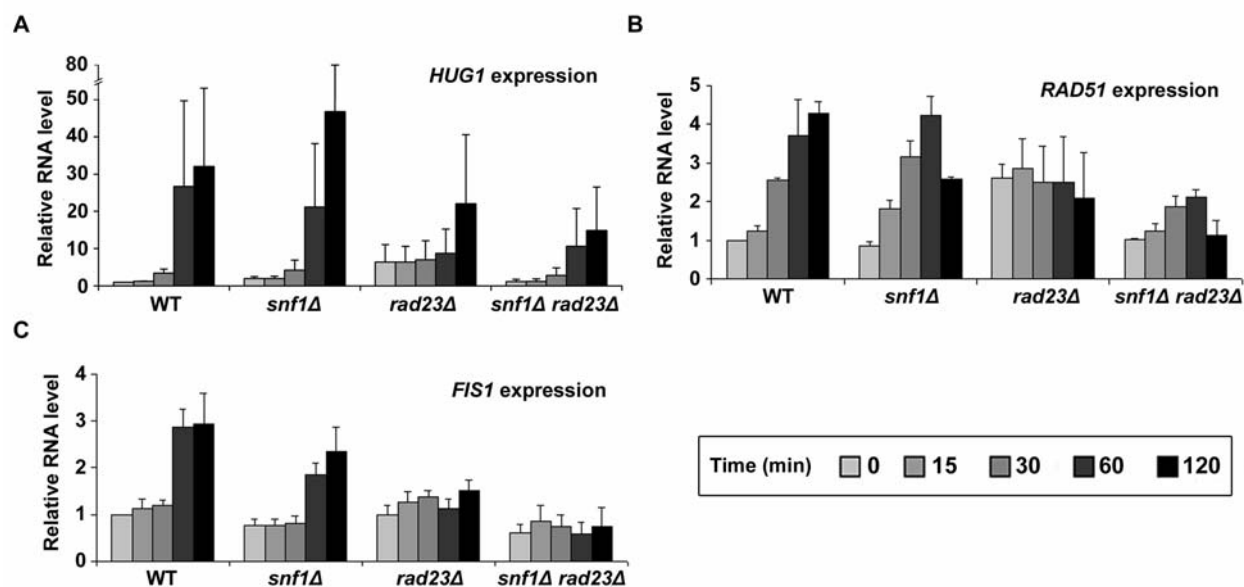 A
HUG1 expression
Relative RNA level
80
50
40
30
20
10
0
WT
snf1Δ
rad23Δ
snf1Δ rad23Δ
B
RAD51 expression
Relative RNA level
5
4
3
2
1
0
WT
snf1Δ
rad23Δ
snf1Δ rad23Δ
C
FIS1 expression
Relative RNA level
4
3
2
1
0
WT
snf1Δ
rad23Δ
snf1Δ rad23Δ
Time (min) 0 15 30 60 120